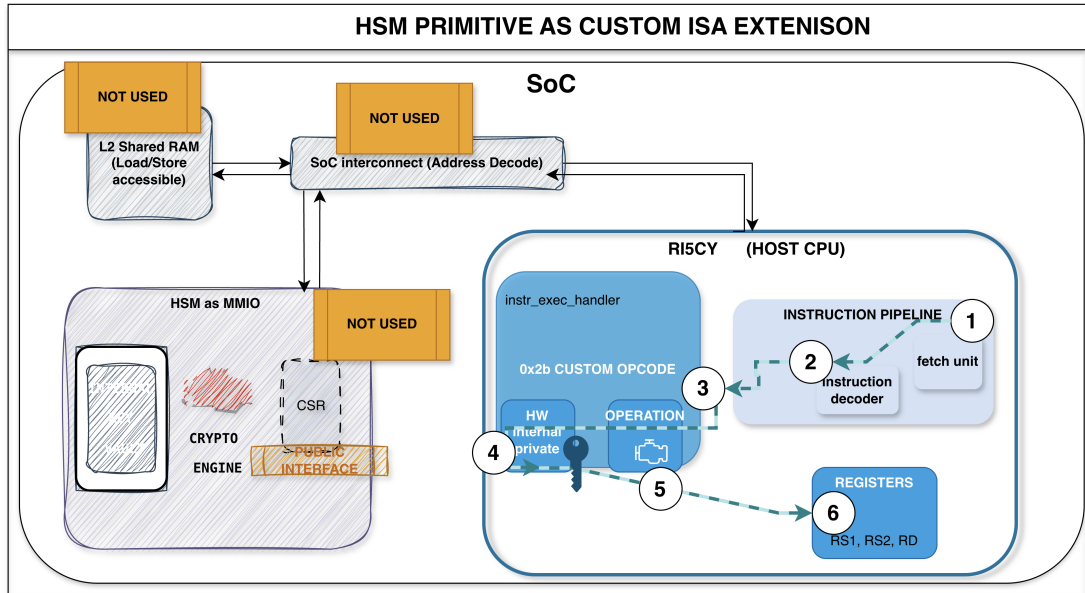 HSM PRIMITIVE AS CUSTOM ISA EXTENISON
SoC
NOT USED
NOT USED
L2 Shared RAM
(Load/Store
accessible)
SoC interconnect (Address Decode)
RI5CY (HOST CPU)
HSM as MMIO
NOT USED
CSR
CRYPTO
ENGINE
PUBLIC
INTERFACE
instr_exec_handler
0x2b CUSTOM OPCODE
HW
internal
private
OPERATION
INSTRUCTION PIPELINE
1
fetch unit
2
instruction
decoder
3
4
5
REGISTERS
6
RS1, RS2, RD